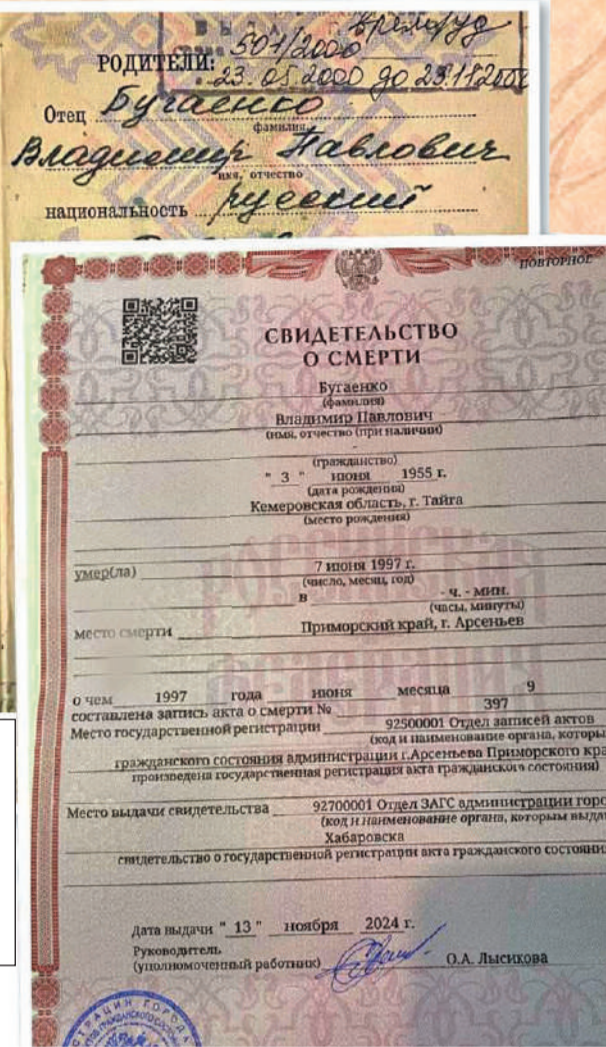 ВЫДА
501/2000
23.05.2000 до 23.11.2000
РОДИТЕЛИ:
Отец Бугаенко
фамилия
Владимир Павлович
имя, отчество
национальность русский
ПОВТОРНОЕ
СВИДЕТЕЛЬСТВО
О СМЕРТИ
Бугаенко
(фамилия)
Владимир Павлович
(имя, отчество (при наличии)
-
(гражданство)
" 3 " июня 1955 г.
(дата рождения)
Кемеровская область, г. Тайга
(место рождения)
умер(ла) 7 июня 1997 г.
(число, месяц, год)
в - ч. - мин.
(часы, минуты)
место смерти Приморский край, г. Арсеньев
о чем 1997 года июня месяца 9
составлена запись акта о смерти № 397
Место государственной регистрации 92500001 Отдел записей актов
(код и наименование органа, которы
гражданского состояния администрации г.Арсеньева Приморского кра
произведена государственная регистрация акта гражданского состояния)
Место выдачи свидетельства 92700001 Отдел ЗАГС администрации горо
(код и наименование органа, которым выда
Хабаровска
свидетельство о государственной регистрации акта гражданского состояни
Дата выдачи " 13 " ноября 2024 г.
Руководитель
(уполномоченный работник) О.А. Лысикова